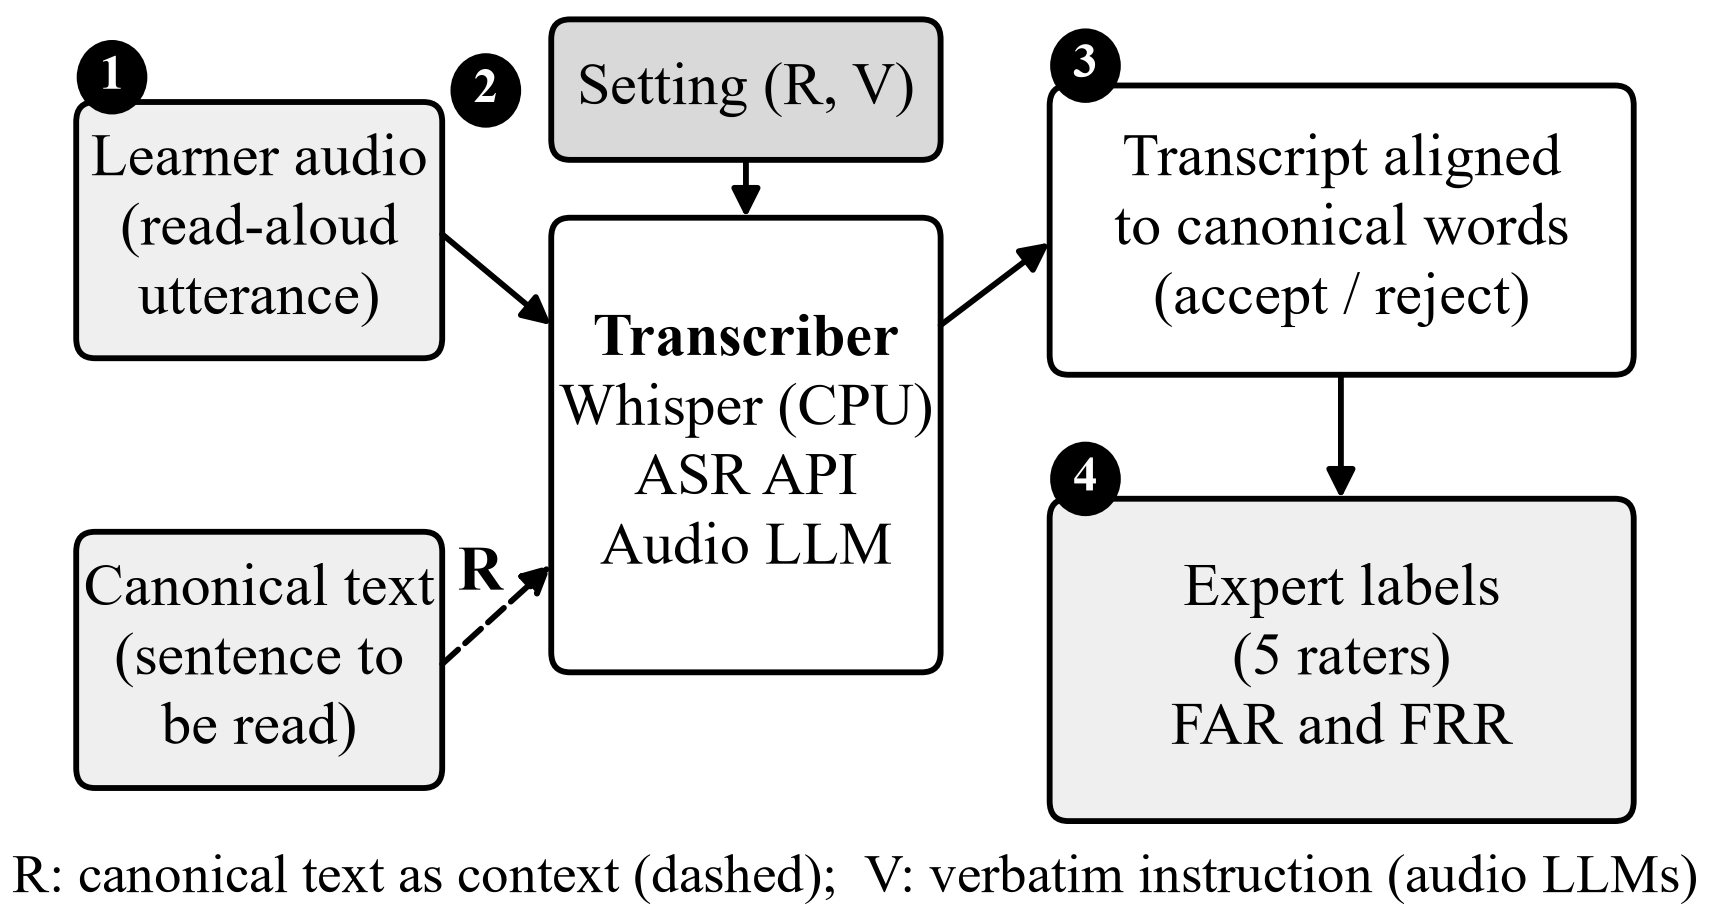 1
Learner audio
(read-aloud
utterance)
Canonical text
(sentence to
be read)
R
2
Setting (R, V)
Transcriber
Whisper (CPU)
ASR API
Audio LLM
3
Transcript aligned
to canonical words
(accept / reject)
4
Expert labels
(5 raters)
FAR and FRR
R: canonical text as context (dashed); V: verbatim instruction (audio LLMs)